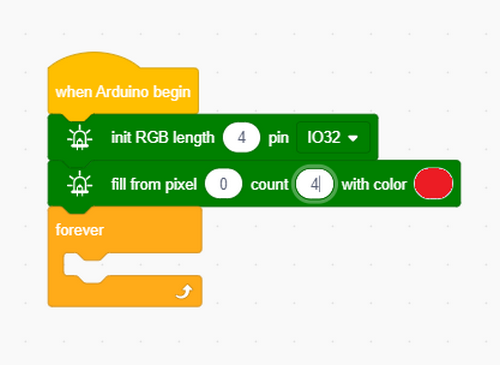 when Arduino begin
init RGB length 4 pin IO32
fill from pixel 0 count 4 with color
forever